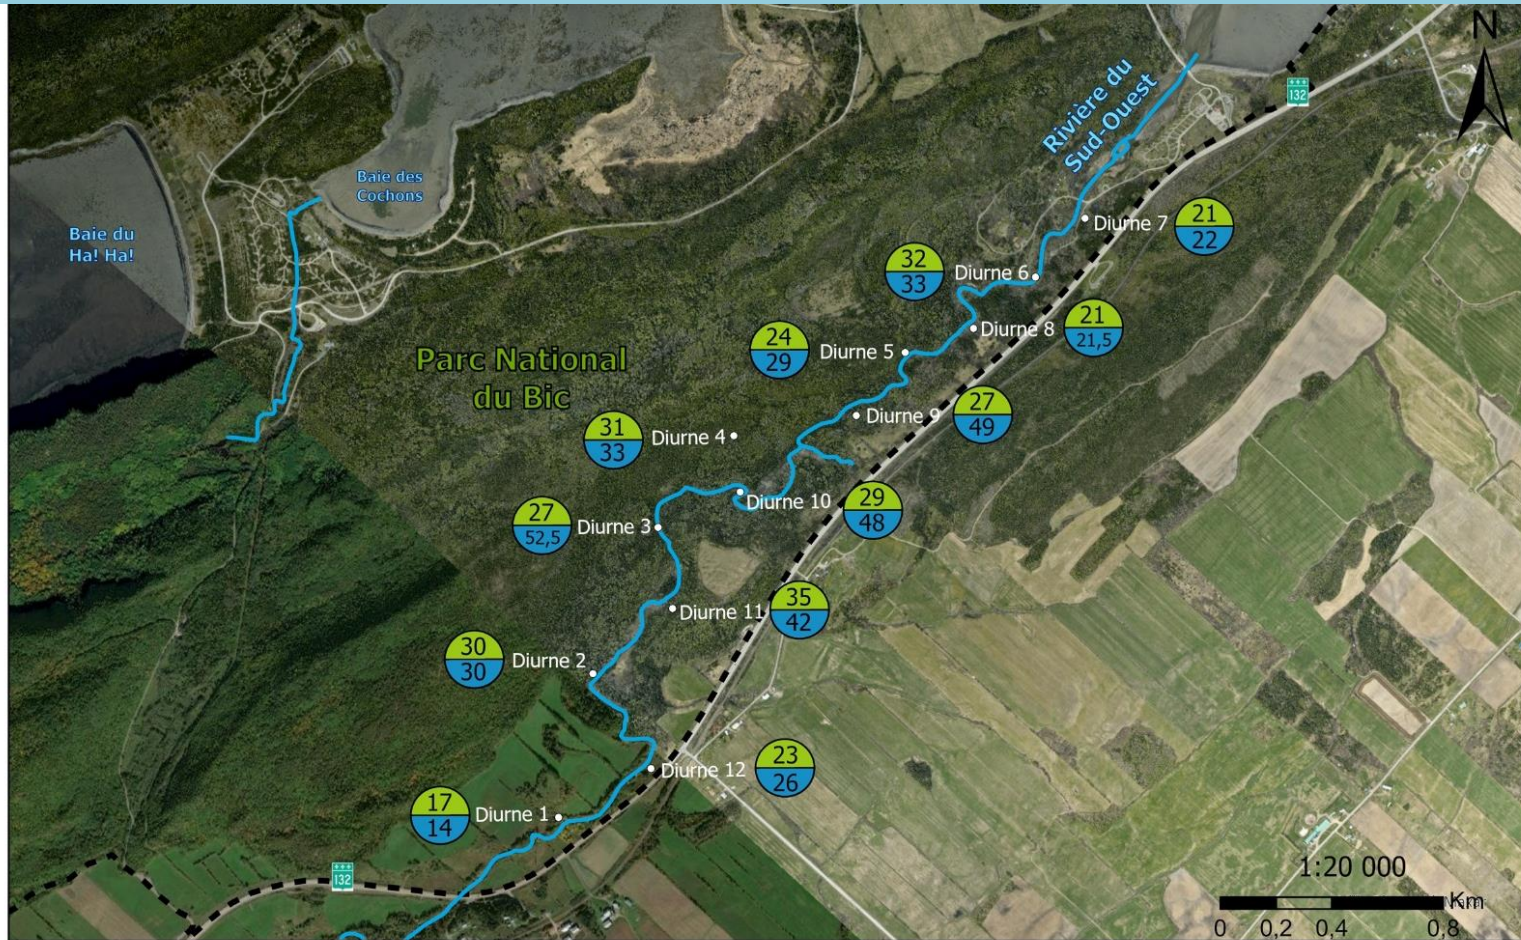 N
132
Rivière du
Sud-Ouest
Baie des
Cochons
Baie du
Ha! Ha!
Diurne 7
21
22
32
33
Diurne 6
Diurne 8
21
21,5
24
29
Diurne 5
Parc National
du Bic
Diurne 9
27
49
31
33
Diurne 4
Diurne 10
29
48
27
52,5
Diurne 3
Diurne 11
35
42
30
30
Diurne 2
Diurne 12
23
26
17
14
Diurne 1
132
1:20 000
Km
0 0,2 0,4 0,8